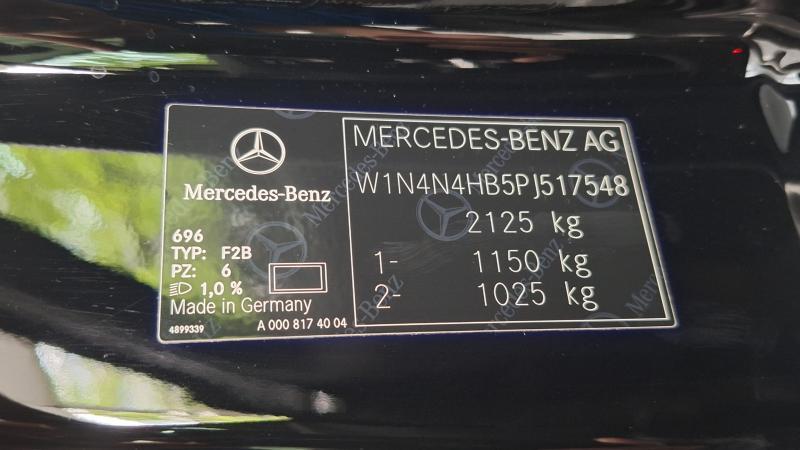 Mercedes-Benz
696
TYP: F2B
PZ: 6
1,0 %
Made in Germany
4899339 A 000 817 40 04
MERCEDES-BENZ AG
W1N4N4HB5PJ517548
2125 kg
1- 1150 kg
2- 1025 kg